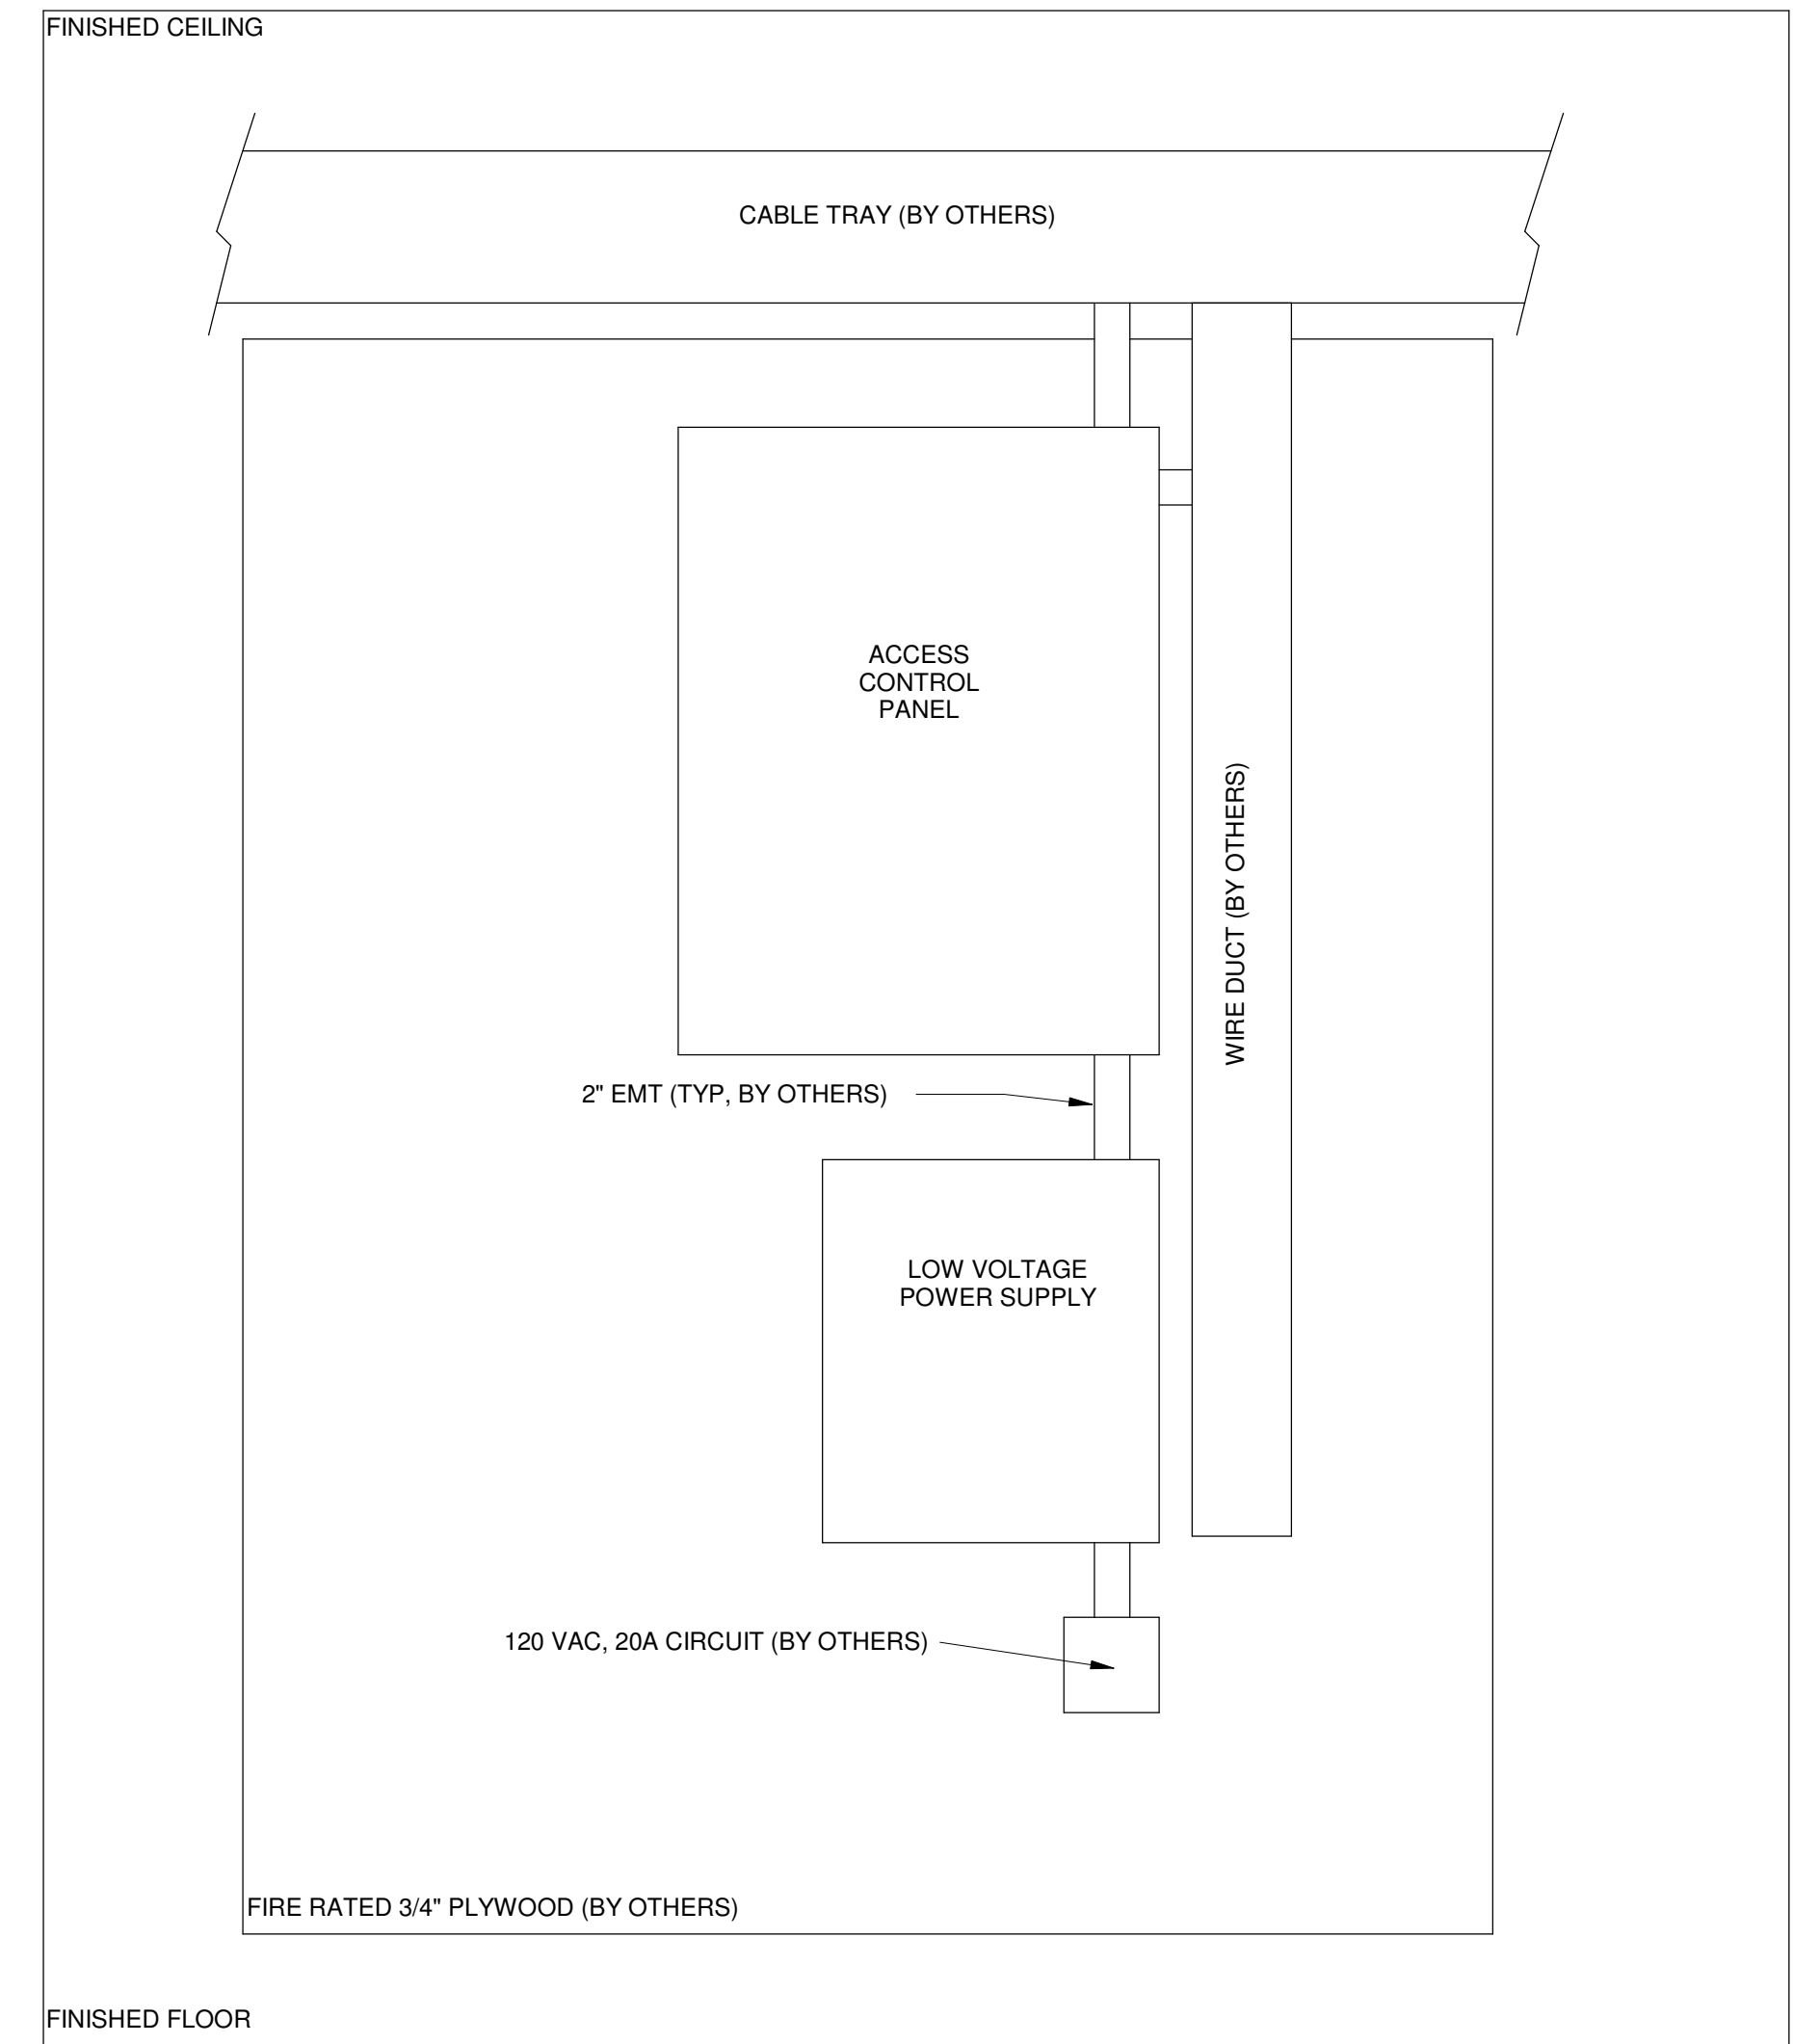 FINISHED CEILING
CABLE TRAY (BY OTHERS)
ACCESS
CONTROL
PANEL
WIRE DUCT (BY OTHERS)
2" EMT (TYP, BY OTHERS)
LOW VOLTAGE
POWER SUPPLY
120 VAC, 20A CIRCUIT (BY OTHERS)
FIRE RATED 3/4" PLYWOOD (BY OTHERS)
FINISHED FLOOR